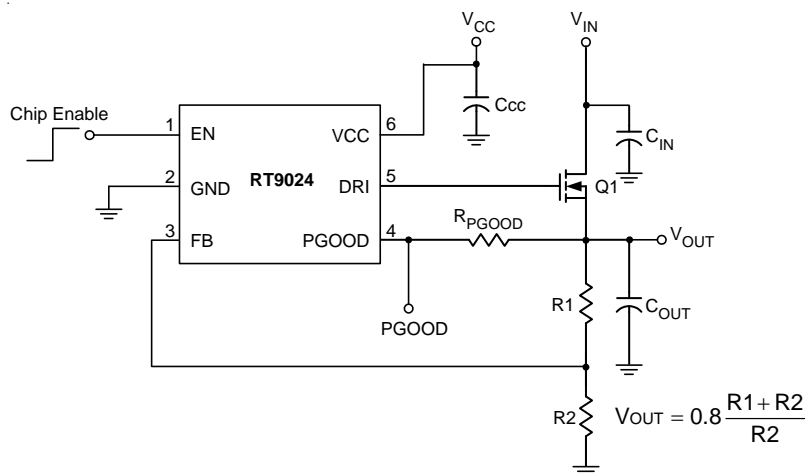 VCC
VIN
Chip Enable
Ccc
CIN
1
EN
VCC
6
2
GND
RT9024
DRI
5
Q1
3
FB
PGOOD
4
RPGOOD
VOUT
PGOOD
R1
COUT
R2
VOUT = 0.8 R1 + R2 / R2